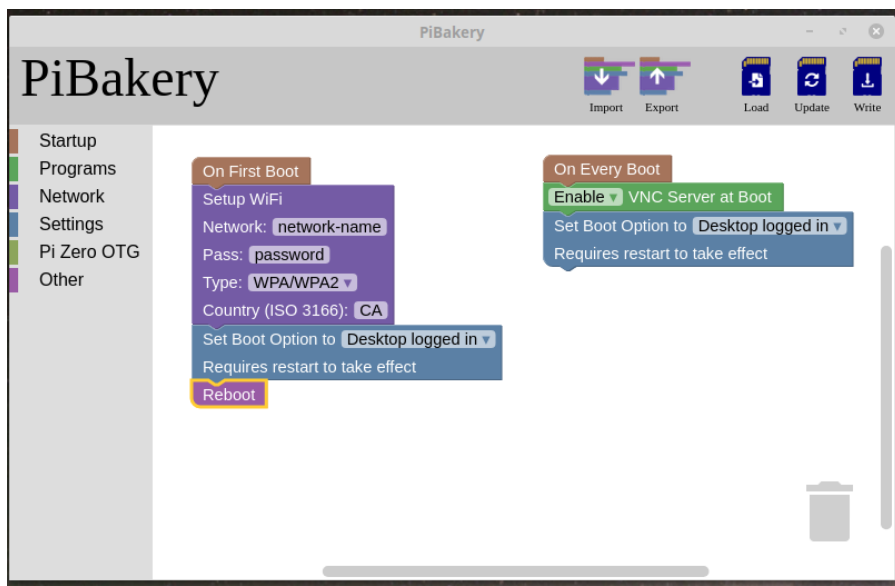 PiBakery
PiBakery
Import
Export
Load
Update
Write
Startup
Programs
Network
Settings
Pi Zero OTG
Other
On First Boot
Setup WiFi
Network: network-name
Pass: password
Type: WPA/WPA2
Country (ISO 3166): CA
Set Boot Option to Desktop logged in
Requires restart to take effect
Reboot
On Every Boot
Enable VNC Server at Boot
Set Boot Option to Desktop logged in
Requires restart to take effect